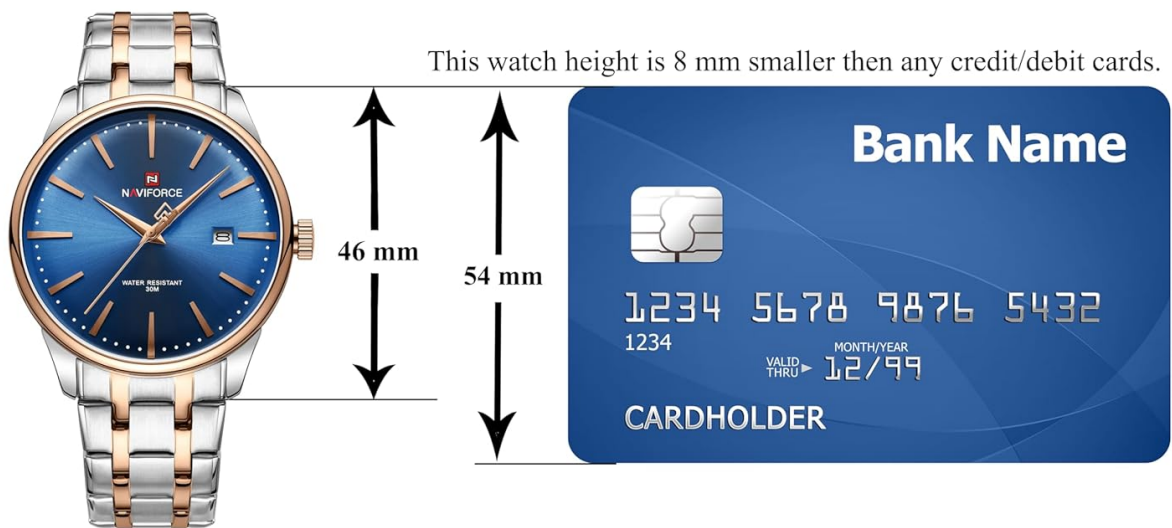 This watch height is 8 mm smaller then any credit/debit cards.
NAVIFORCE
8
WATER RESISTANT
30M
46 mm
54 mm
Bank Name
1234 5678 9876 5432
1234
MONTH/YEAR
VALID
THRU
12/99
CARDHOLDER